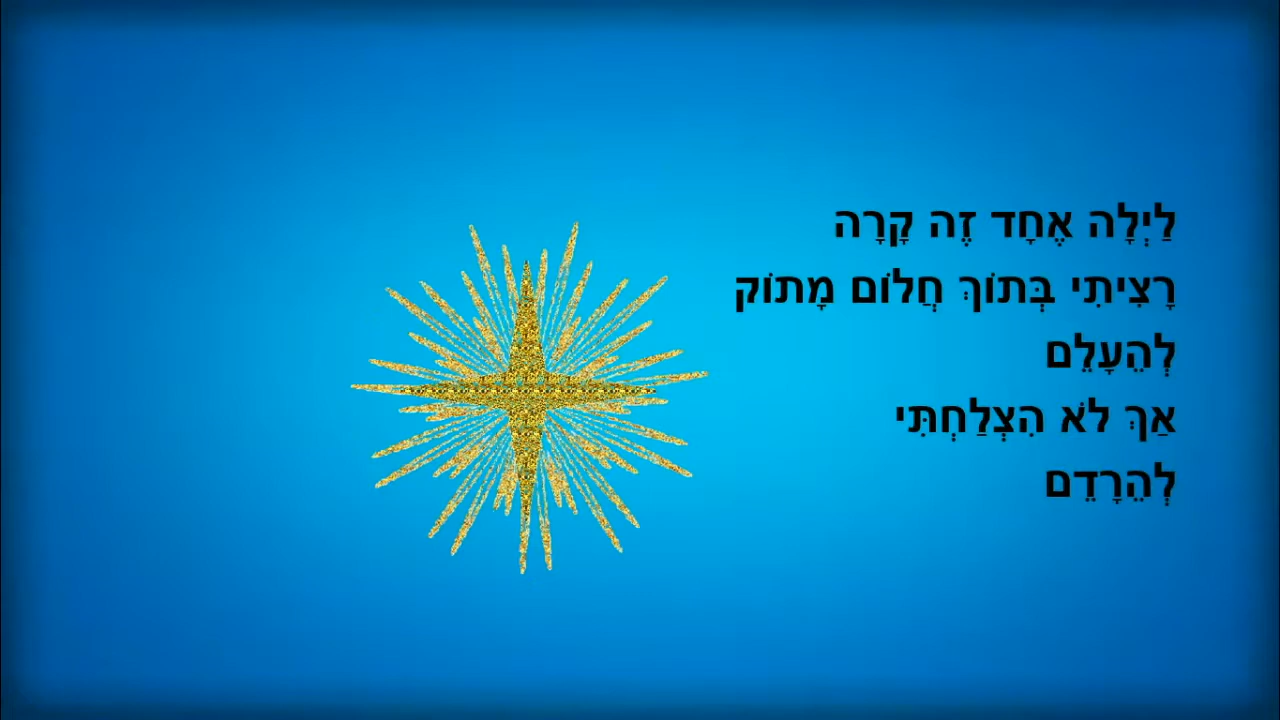 לַיְלָה אֶחָד זֶה קָרָה
רָצִיתִי בְּתוֹךְ חֲלוֹם מָתוֹק
לְהֵעָלֵם
אַךְ לֹא הִצְלַחְתִּי
לְהֵרָדֵם